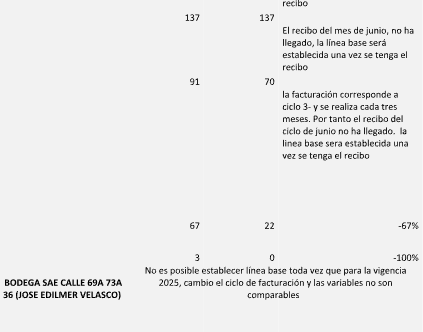 recibo
137 137
El recibo del mes de junio, no ha
llegado, la línea base será
establecida una vez se tenga el
recibo
91 70
la facturación corresponde a
ciclo 3- y se realiza cada tres
meses. Por tanto el recibo del
ciclo de junio no ha llegado. la
linea base sera establecida una
vez se tenga el recibo
67 22 -67%
3 0 -100%
No es posible establecer línea base toda vez que para la vigencia
BODEGA SAE CALLE 69A 73A 2025, cambio el ciclo de facturación y las variables no son
36 (JOSE EDILMER VELASCO) comparables